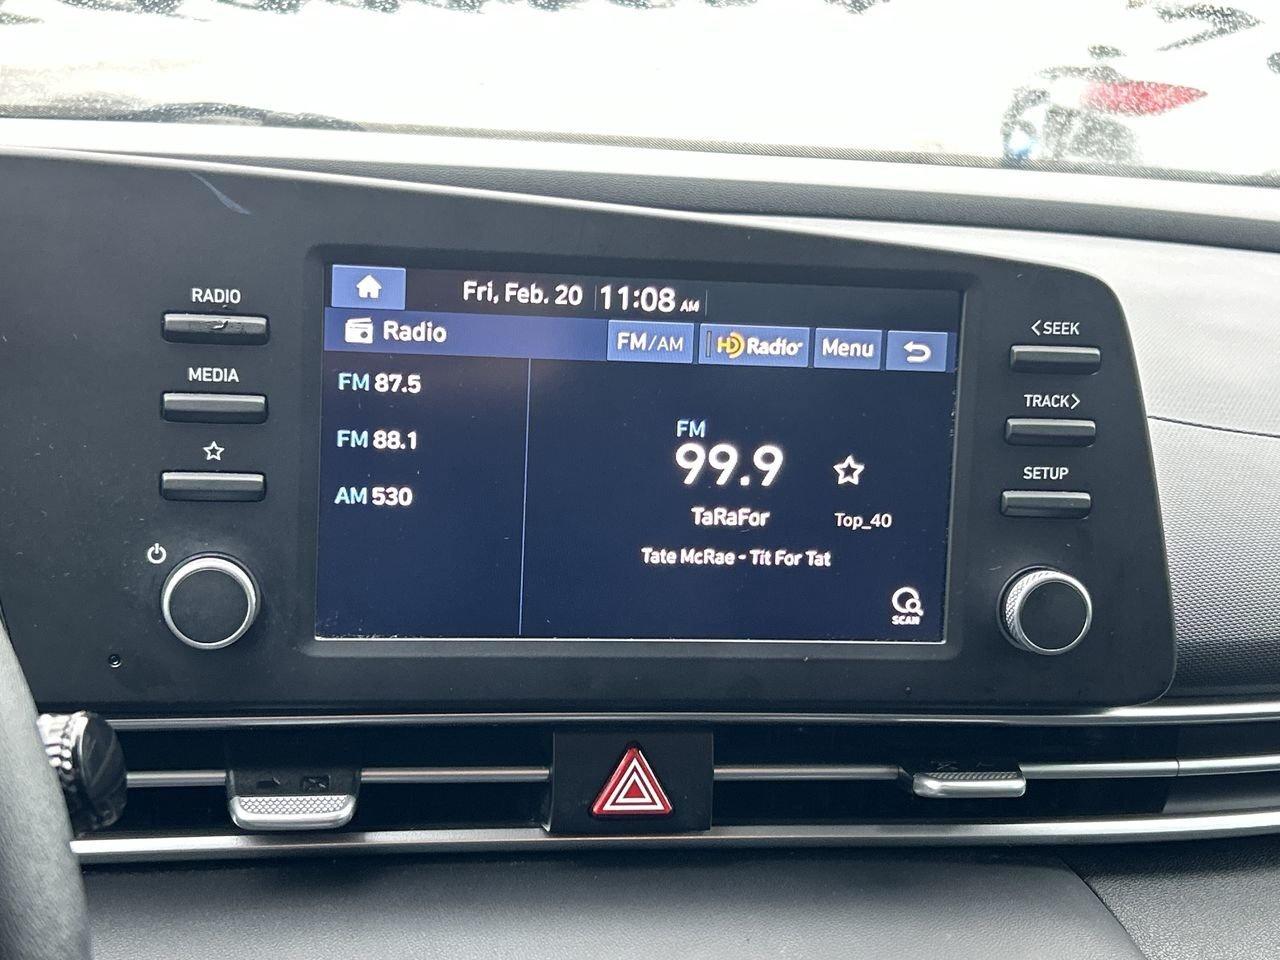 RADIO
MEDIA
Fri, Feb. 20 11:08 AM
Radio FM/AM HD Radio Menu
FM 87.5
FM 88.1
AM 530
FM
99.9
TaRaFor Top_40
Tate McRae - Tit For Tat
SCAN
<SEEK
TRACK>
SETUP